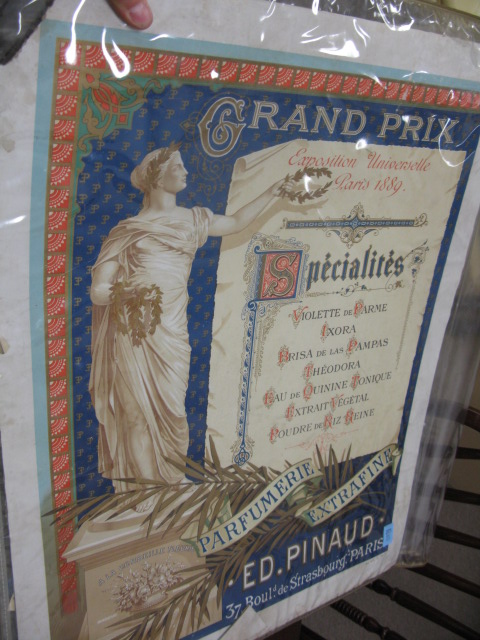 GRAND PRIX
Exposition Universelle
Paris 1889.
Spécialités
VIOLETTE DE PARME
IXORA
BRISA DE LAS PAMPAS
THÉODORA
EAU DE QUININE TONIQUE
EXTRAIT VÉGÉTAL
POUDRE DE RIZ REINE
PARFUMERIE
EXTRAFINE
ED. PINAUD
37, Boulᵈ de Strasbourg, PARIS